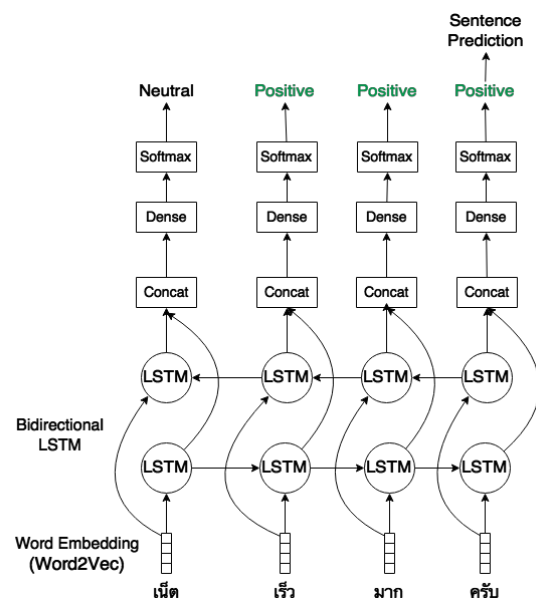 Sentence
Prediction
Neutral Positive Positive Positive
Softmax Softmax Softmax Softmax
Dense Dense Dense Dense
Concat Concat Concat Concat
LSTM LSTM LSTM LSTM
Bidirectional
LSTM
LSTM LSTM LSTM LSTM
Word Embedding
(Word2Vec)
เน็ต เร็ว มาก ครับ